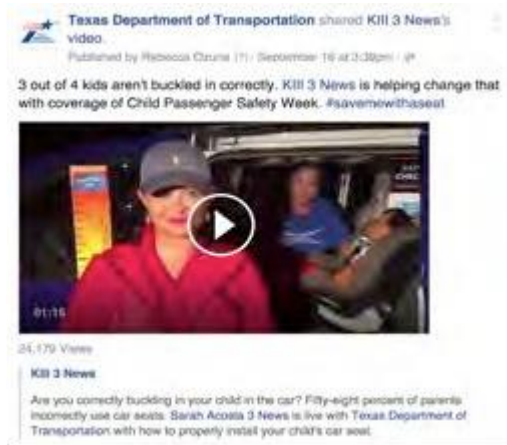 Texas Department of Transportation shared KIII 3 News's
video.
Published by Rebecca Ozuna [?] · September 16 at 3:39pm ·
3 out of 4 kids aren't buckled in correctly. KIII 3 News is helping change that
with coverage of Child Passenger Safety Week. #savemewithaseat
01:16
24,179 Views
KIII 3 News
Are you correctly buckling in your child in the car? Fifty-eight percent of parents
incorrectly use car seats. Sarah Acosta 3 News is live with Texas Department of
Transportation with how to properly install your child's car seat.